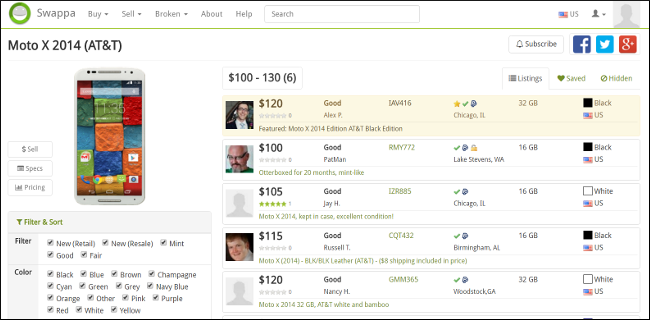 Swappa Buy Sell Broken About Help Search US
Moto X 2014 (AT&T) Subscribe
$100 - 130 (6) Listings Saved Hidden
$120 Good IAV416 32 GB Black
0 Alex P. Chicago, IL US
Featured: Moto X 2014 Edition AT&T Black Edition
$100 Good RMY772 16 GB Black
0 PatMan Lake Stevens, WA US
Otterboxed for 20 months, mint-like
$105 Good IZR885 16 GB White
1 Jay H. Chicago, IL US
Moto X 2014, kept in case, excellent condition!
$115 Good CQT432 16 GB Black
0 Russell T. Birmingham, AL US
Moto X (2014) - BLK/BLK Leather (AT&T) - ($8 shipping included in price)
$120 Good GMM365 32 GB White
0 Nancy H. Woodstock,GA US
Moto x 2014 32 GB, AT&T white and bamboo
$ Sell
Specs
Pricing
Filter & Sort
Filter New (Retail) New (Resale) Mint
Good Fair
Color Black Blue Brown Champagne
Cyan Green Grey Navy Blue
Orange Other Pink Purple
Red White Yellow